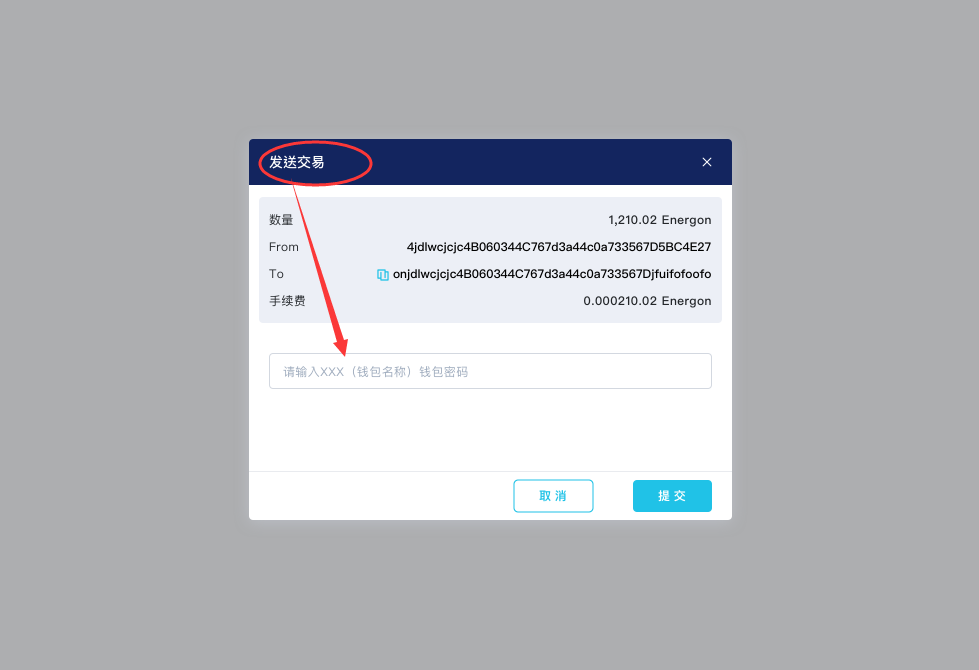 发送交易
数量 1,210.02 Energon
From 4jdlwcjcjc4B060344C767d3a44c0a733567D5BC4E27
To onjdlwcjcjc4B060344C767d3a44c0a733567Djfuifofoofo
手续费 0.000210.02 Energon
请输入XXX（钱包名称）钱包密码
取消 提交